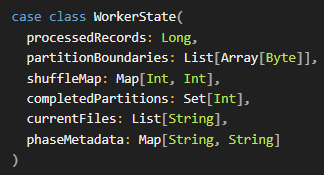 case class WorkerState(
  processedRecords: Long,
  partitionBoundaries: List[Array[Byte]],
  shuffleMap: Map[Int, Int],
  completedPartitions: Set[Int],
  currentFiles: List[String],
  phaseMetadata: Map[String, String]
)